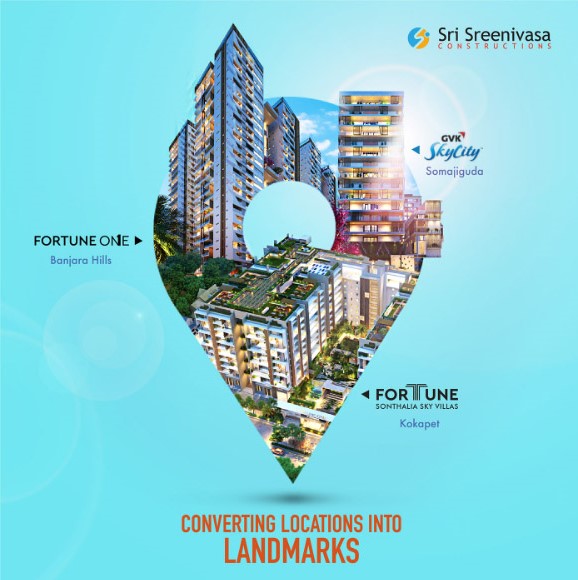 Sri Sreenivasa
CONSTRUCTIONS
GVK
SkyCity
Somajiguda
FORTUNE ONE
Banjara Hills
FORTUNE
SONTHALIA SKY VILLAS
Kokapet
CONVERTING LOCATIONS INTO
LANDMARKS